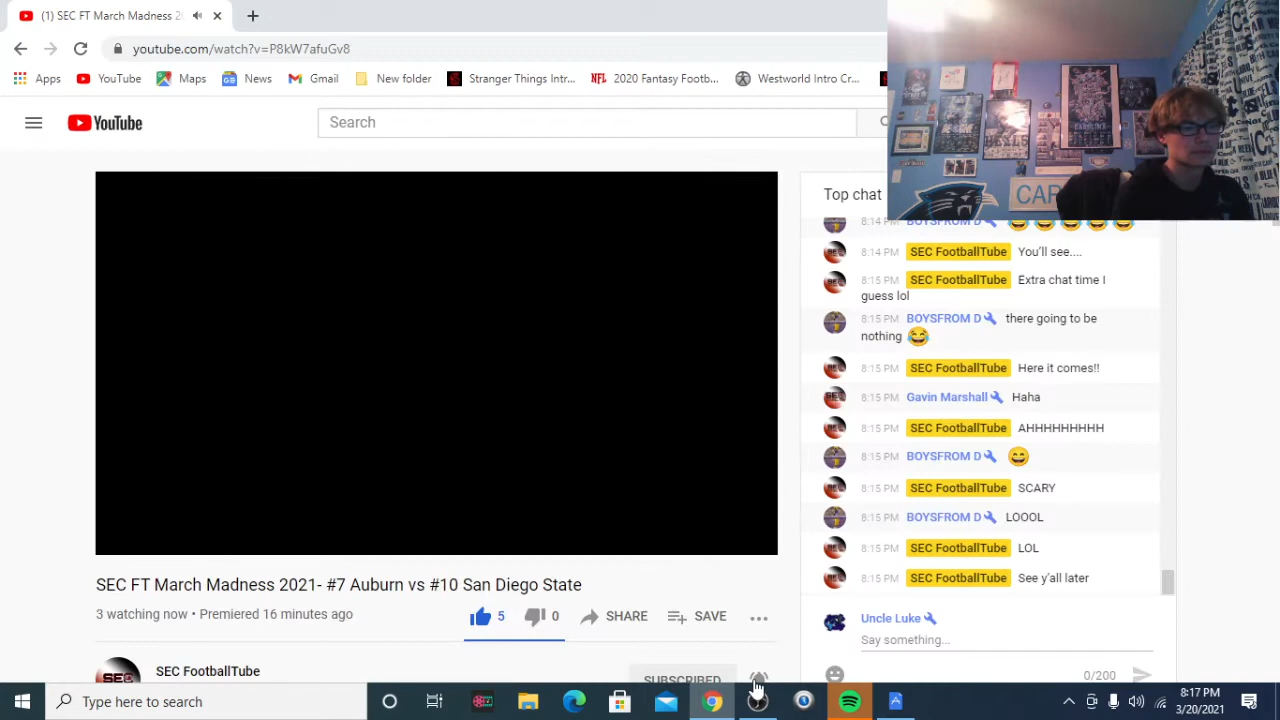 (1) SEC FT March Madness 2
youtube.com/watch?v=P8kW7afuGv8
Apps YouTube Maps News Gmail New folder Stranger Things Intr... NFL 2020 Fantasy Footb... Westworld Intro Cr...
YouTube
Search
CAR
Top chat
8:14 PM BOYSFROM D 😂😂😂😂😂
8:14 PM SEC FootballTube You'll see....
8:15 PM SEC FootballTube Extra chat time I
guess lol
8:15 PM BOYSFROM D there going to be
nothing 😂
8:15 PM SEC FootballTube Here it comes!!
8:15 PM Gavin Marshall Haha
8:15 PM SEC FootballTube AHHHHHHHHH
8:15 PM BOYSFROM D 😄
8:15 PM SEC FootballTube SCARY
8:15 PM BOYSFROM D LOOOL
8:15 PM SEC FootballTube LOL
8:15 PM SEC FootballTube See y'all later
Uncle Luke
Say something...
0/200
SEC FT March Madness 2021- #7 Auburn vs #10 San Diego State
3 watching now • Premiered 16 minutes ago
5 0 SHARE SAVE
SEC
SEC FootballTube
SUBSCRIBED
Type here to search
8:17 PM
3/20/2021